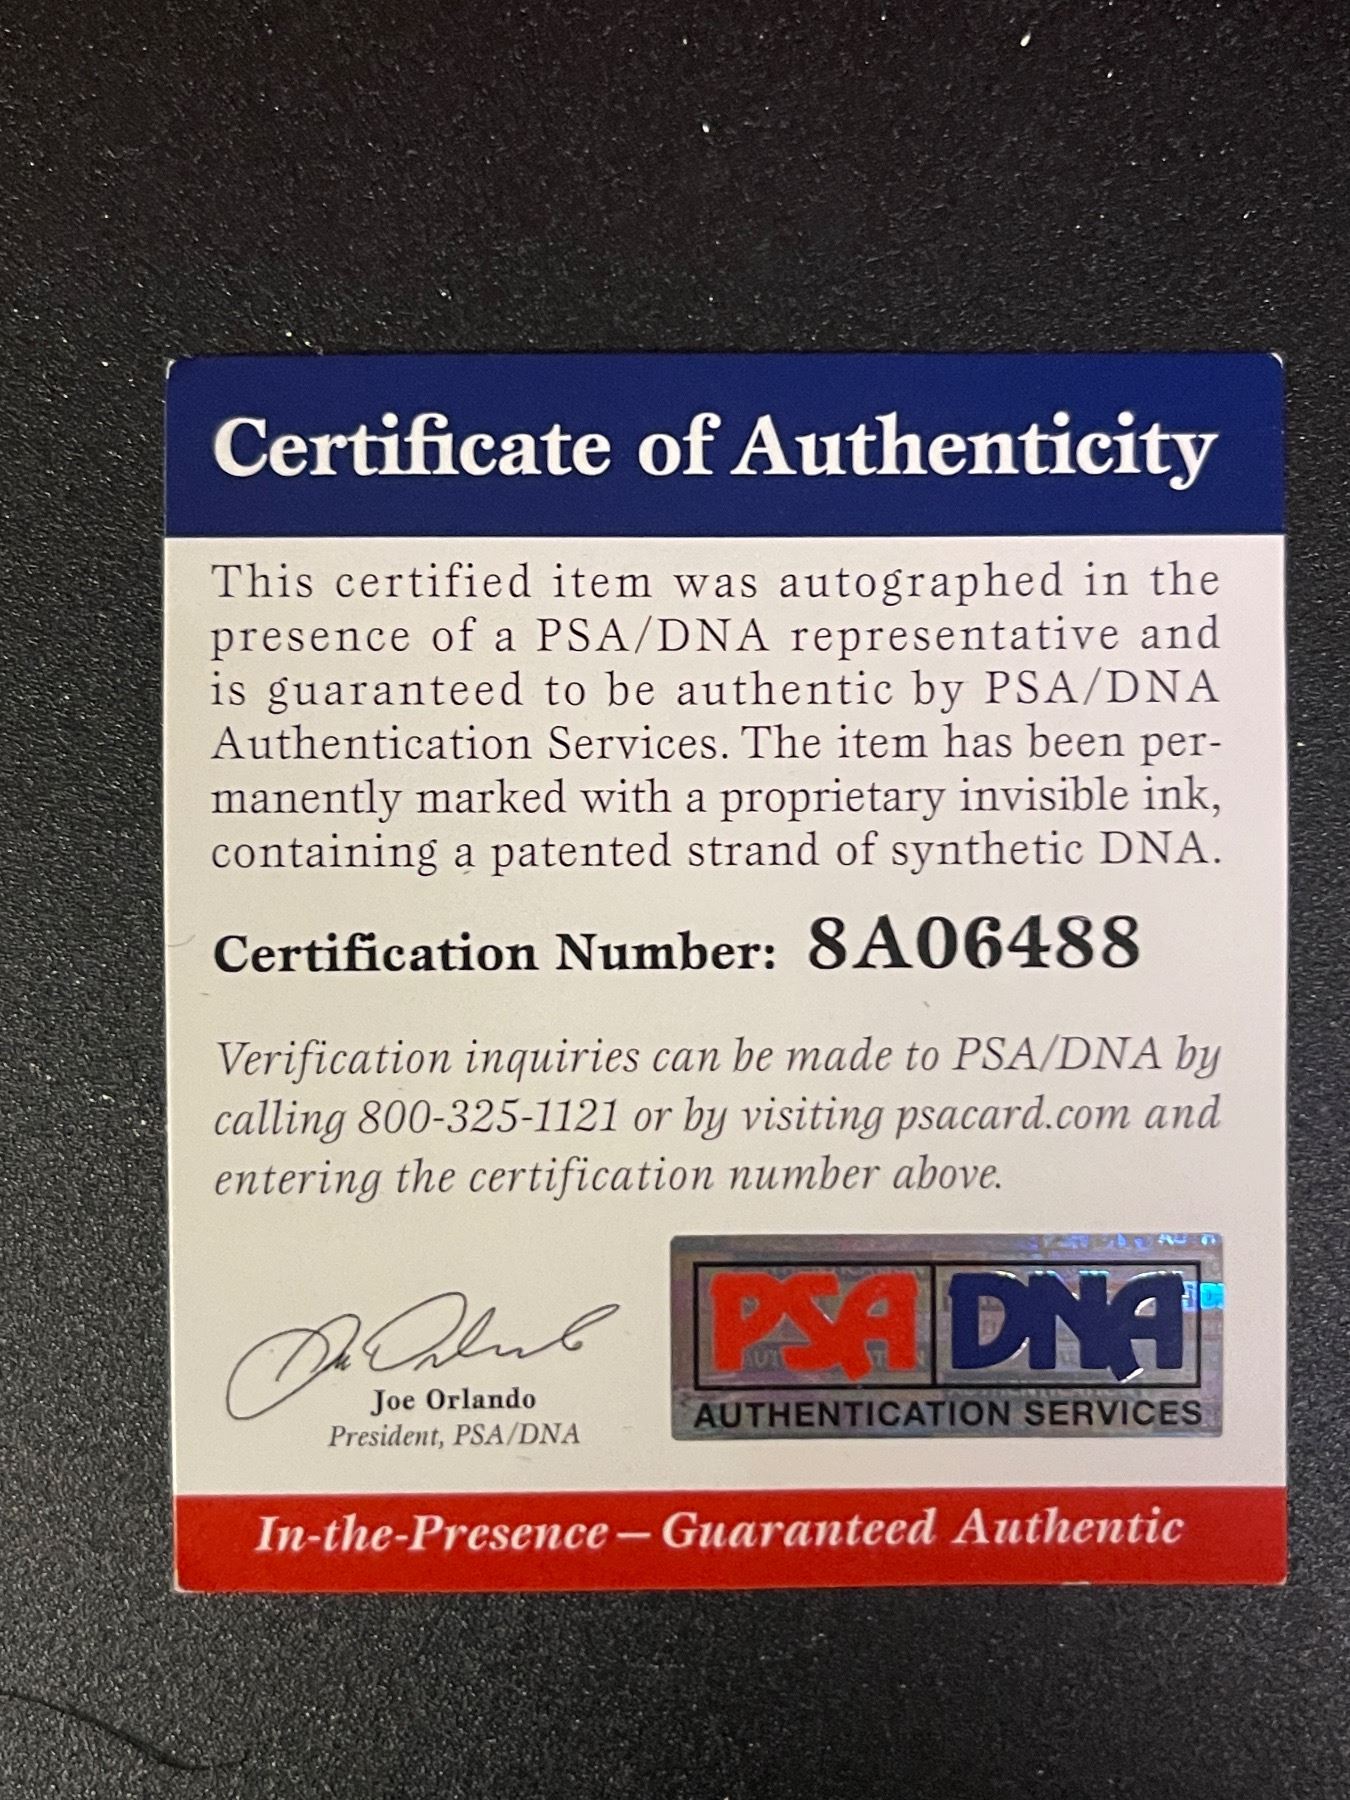 Certificate of Authenticity
This certified item was autographed in the
presence of a PSA/DNA representative and
is guaranteed to be authentic by PSA/DNA
Authentication Services. The item has been per-
manently marked with a proprietary invisible ink,
containing a patented strand of synthetic DNA.
Certification Number: 8A06488
Verification inquiries can be made to PSA/DNA by
calling 800-325-1121 or by visiting psacard.com and
entering the certification number above.
Joe Orlando
President, PSA/DNA
PSA DNA
AUTHENTICATION SERVICES
In-the-Presence – Guaranteed Authentic